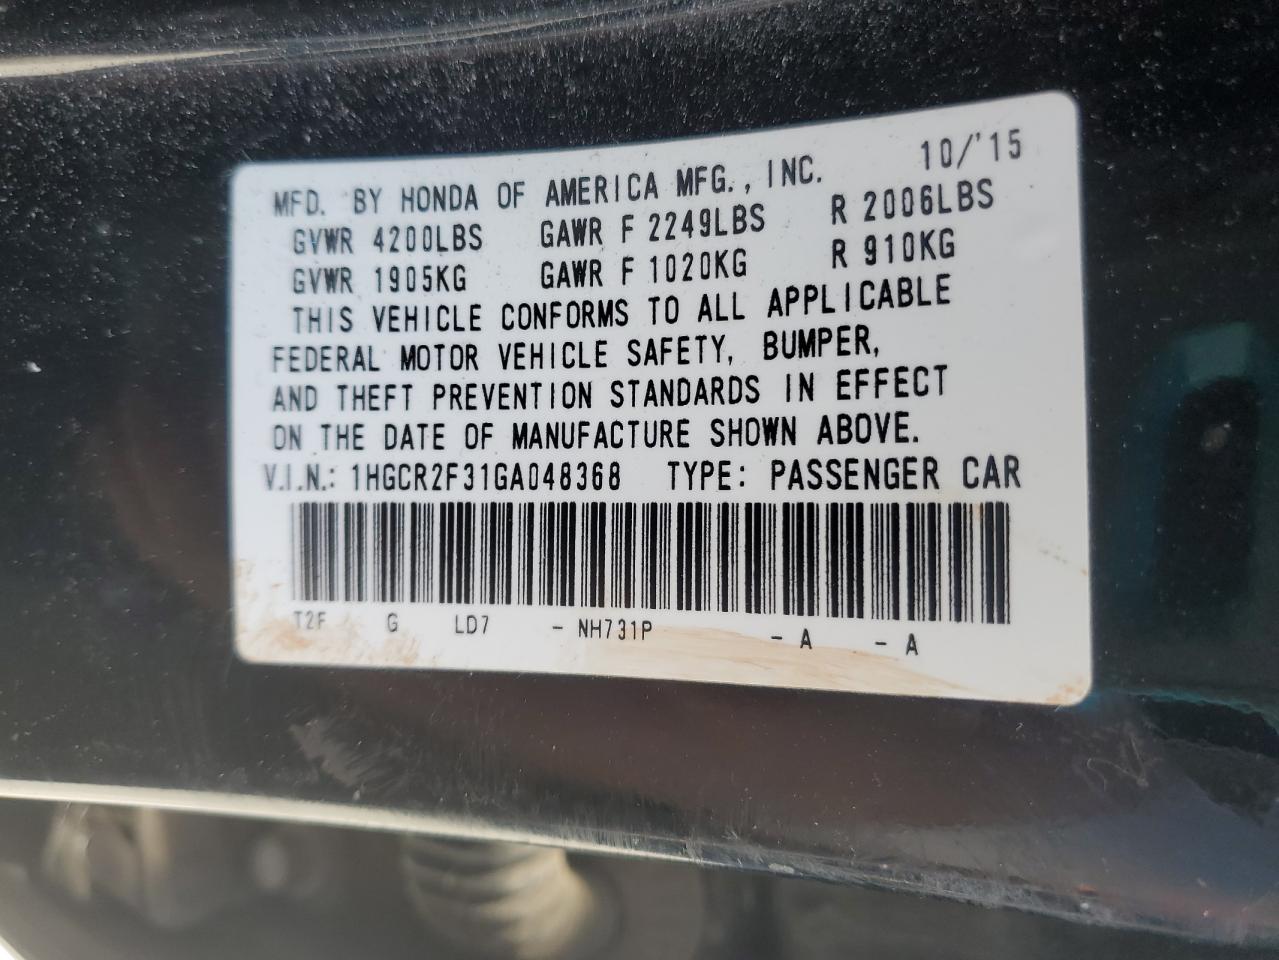 MFD. BY HONDA OF AMERICA MFG., INC. 10/'15
GVWR 4200LBS GAWR F 2249LBS R 2006LBS
GVWR 1905KG GAWR F 1020KG R 910KG
THIS VEHICLE CONFORMS TO ALL APPLICABLE
FEDERAL MOTOR VEHICLE SAFETY, BUMPER,
AND THEFT PREVENTION STANDARDS IN EFFECT
ON THE DATE OF MANUFACTURE SHOWN ABOVE.
V.I.N.: 1HGCR2F31GA048368 TYPE: PASSENGER CAR
T2F G LD7 - NH731P - A - A